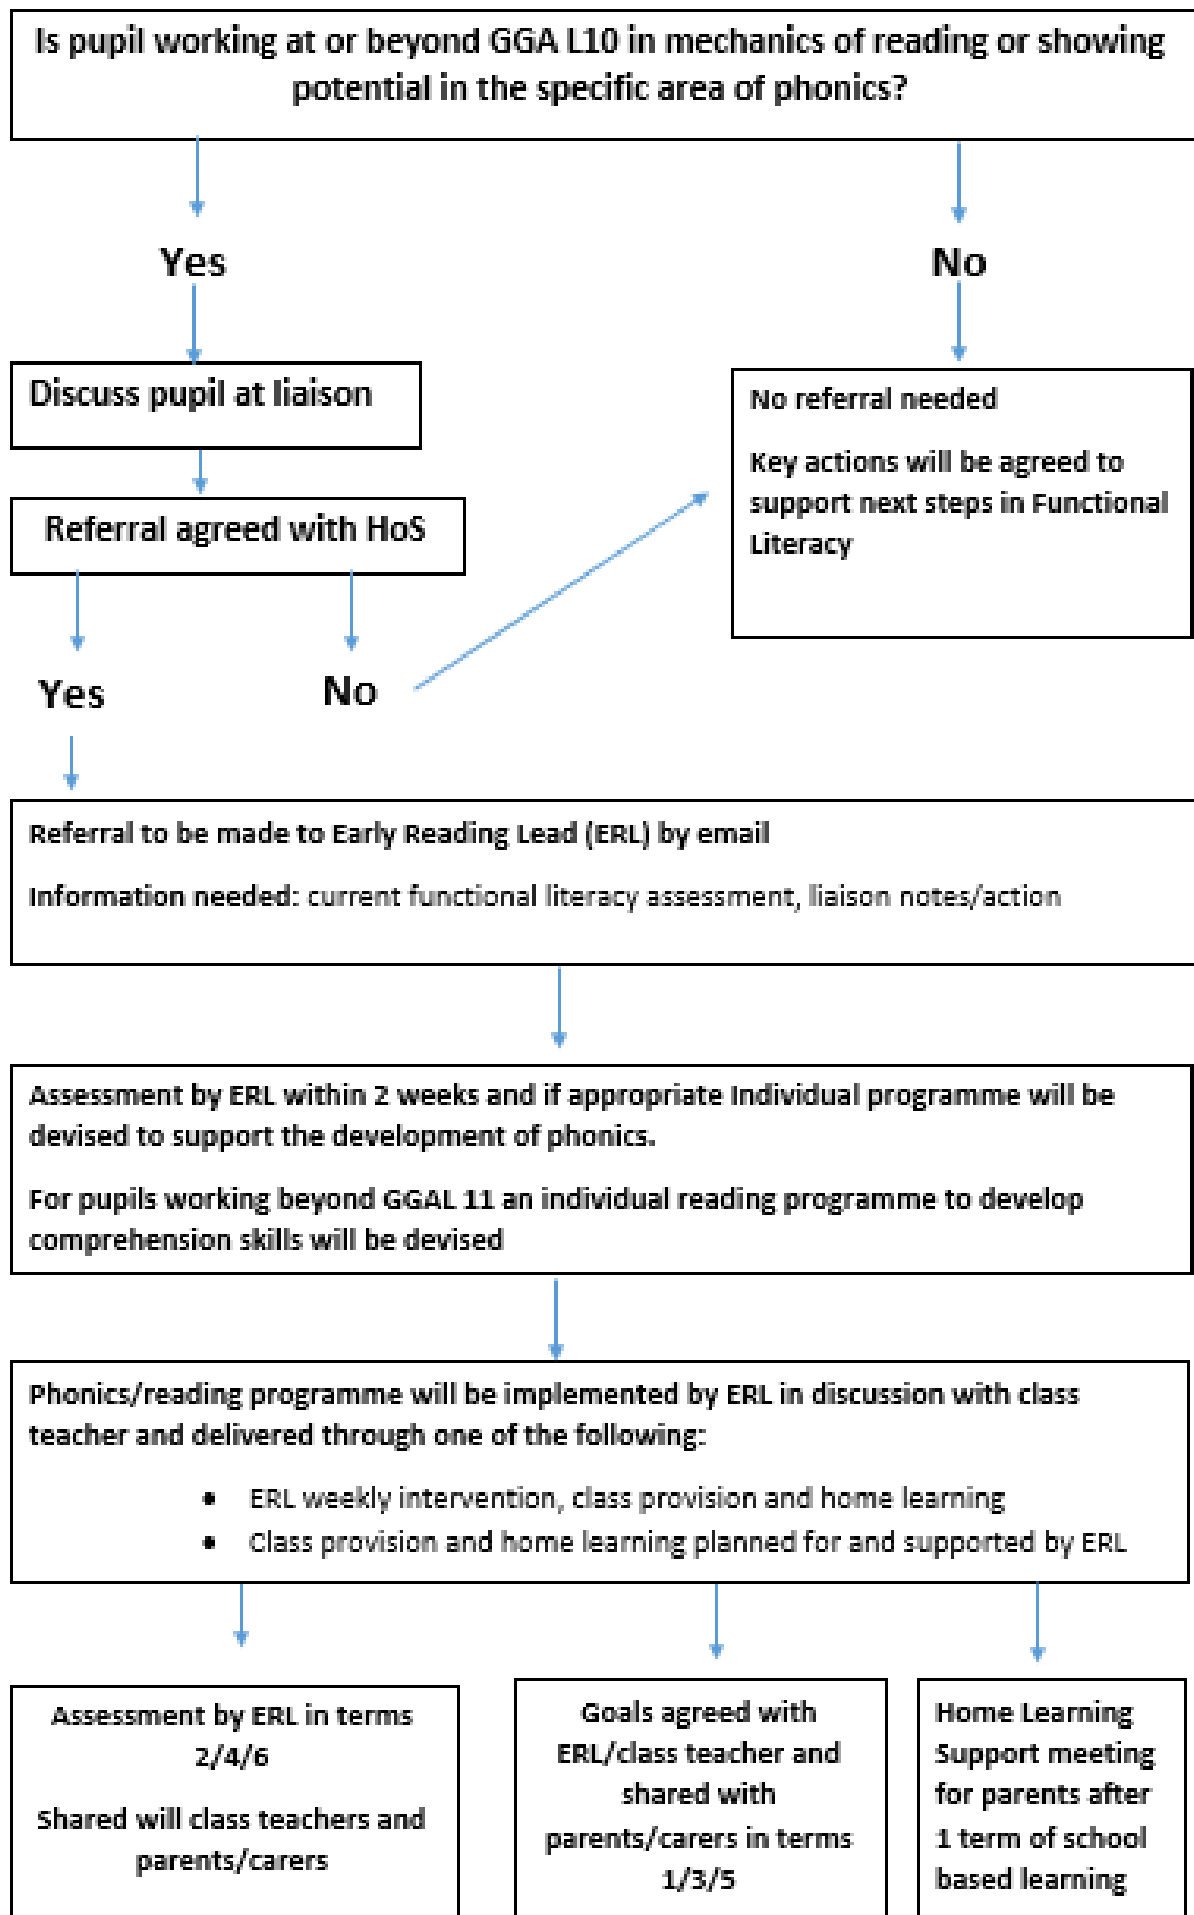 Is pupil working at or beyond GGA L10 in mechanics of reading or showing
potential in the specific area of phonics?
Yes
No
Discuss pupil at liaison
No referral needed
Key actions will be agreed to
support next steps in Functional
Literacy
Referral agreed with HoS
Yes
No
Referral to be made to Early Reading Lead (ERL) by email
Information needed: current functional literacy assessment, liaison notes/action
Assessment by ERL within 2 weeks and if appropriate Individual programme will be
devised to support the development of phonics.
For pupils working beyond GGAL 11 an individual reading programme to develop
comprehension skills will be devised
Phonics/reading programme will be implemented by ERL in discussion with class
teacher and delivered through one of the following:
• ERL weekly intervention, class provision and home learning
• Class provision and home learning planned for and supported by ERL
Assessment by ERL in terms
2/4/6
Shared will class teachers and
parents/carers
Goals agreed with
ERL/class teacher and
shared with
parents/carers in terms
1/3/5
Home Learning
Support meeting
for parents after
1 term of school
based learning